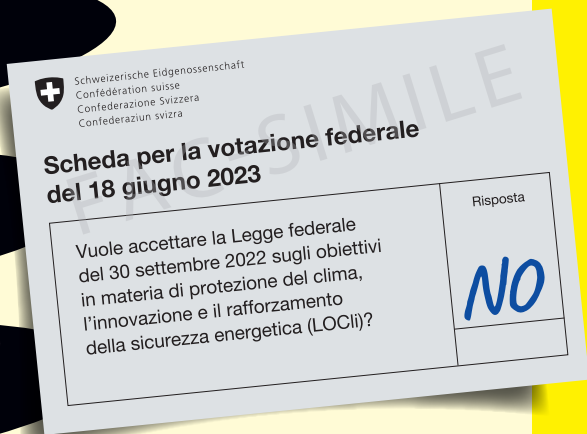 Schweizerische Eidgenossenschaft
Confédération suisse
Confederazione Svizzera
Confederaziun svizra
FAC-SIMILE
Scheda per la votazione federale
del 18 giugno 2023
Vuole accettare la Legge federale
del 30 settembre 2022 sugli obiettivi
in materia di protezione del clima,
l’innovazione e il rafforzamento
della sicurezza energetica (LOCli)?
Risposta
NO